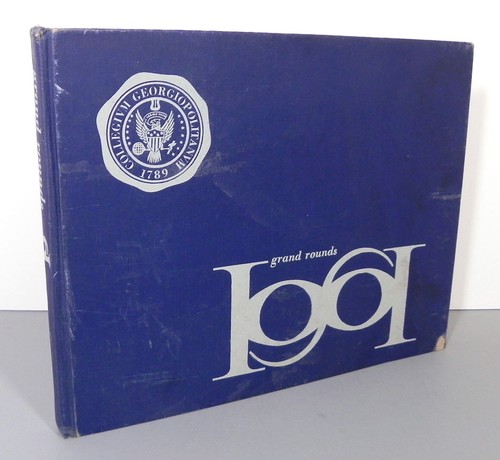 COLLEGIVM GEORGIOPOLITANVM
1789
grand rounds
1961
grand rounds